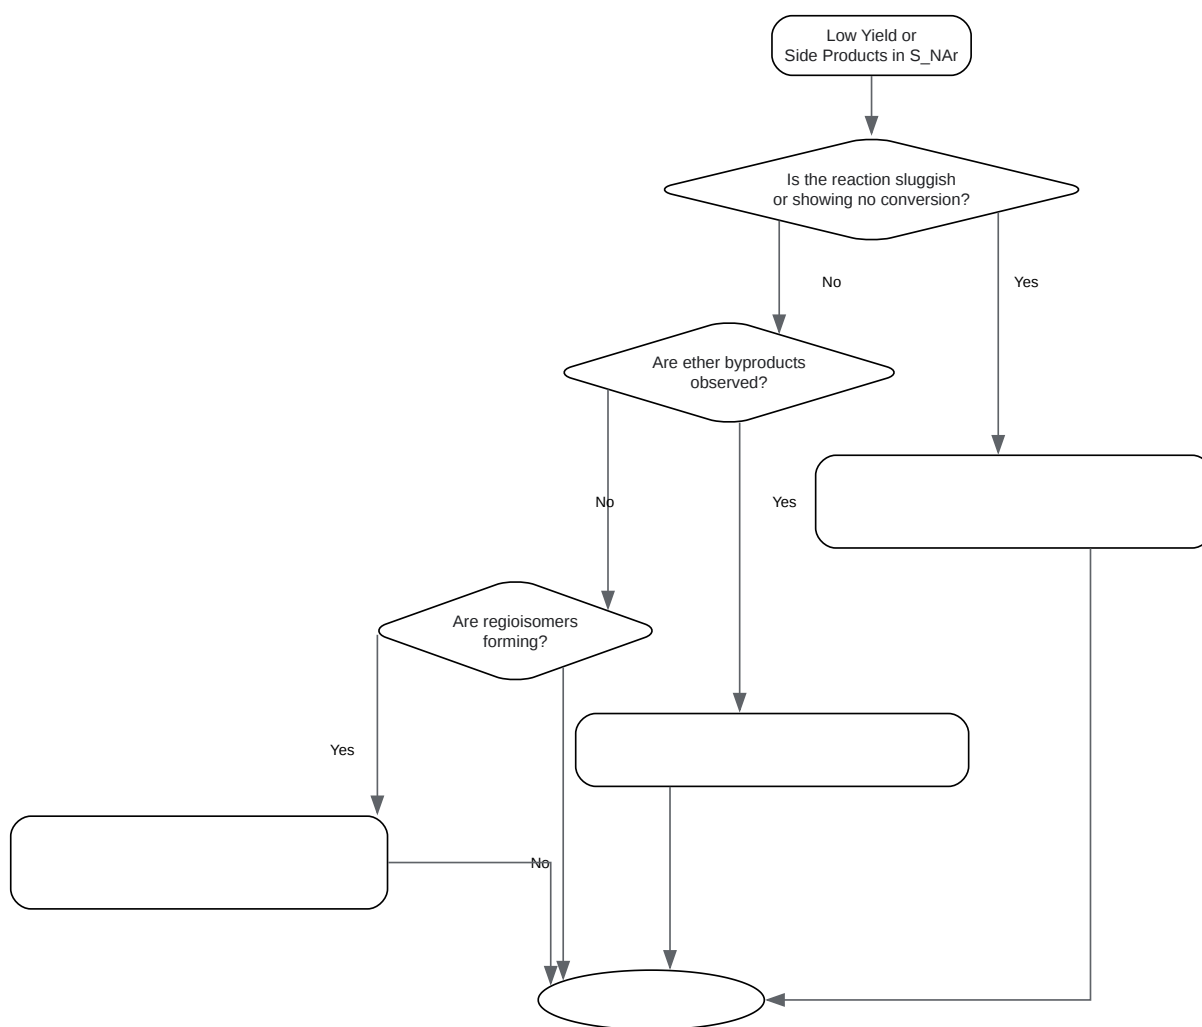 Low Yield or
Side Products in S_NAr
Is the reaction sluggish
or showing no conversion?
No
Yes
Are ether byproducts
observed?
No
Yes
Are regioisomers
forming?
Yes
No